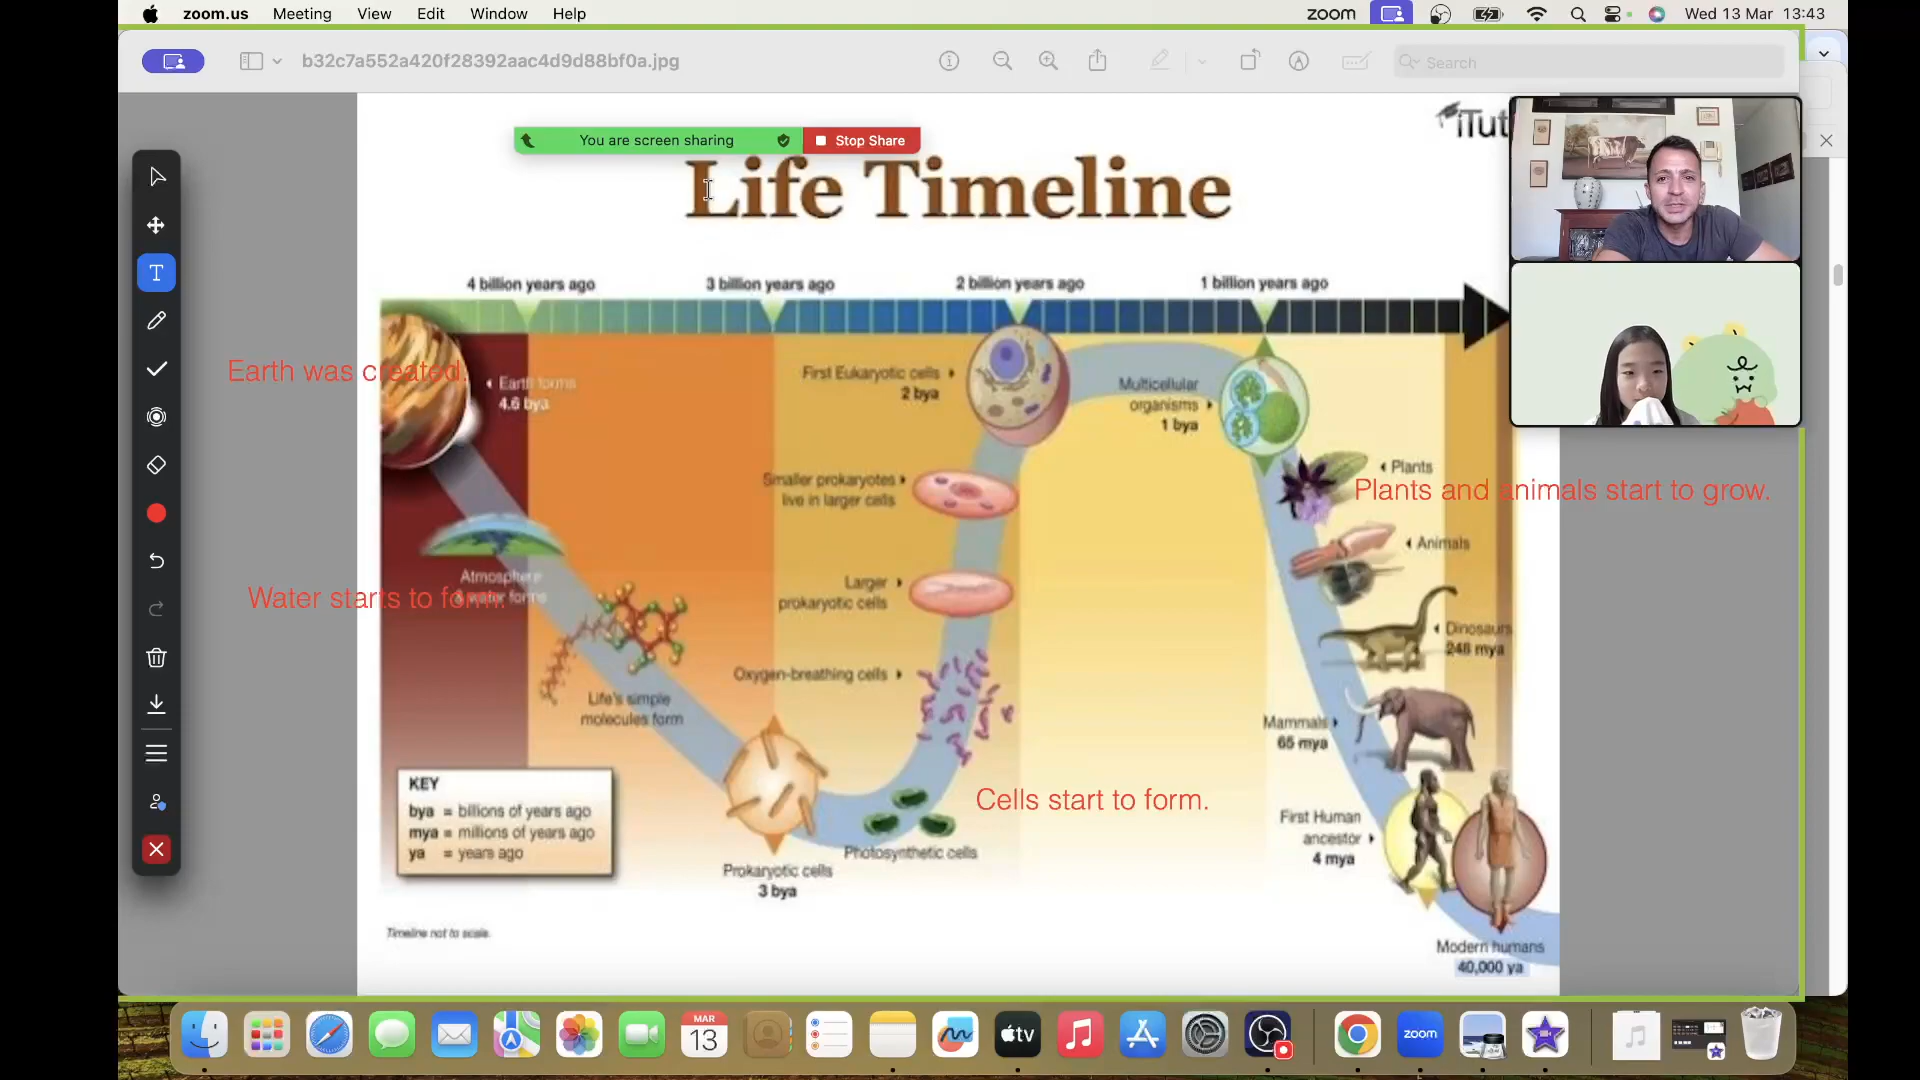 zoom.us Meeting View Edit Window Help
zoom
Wed 13 Mar 13:43
b32c7a552a420f28392aac4d9d88bf0a.jpg
Search
You are screen sharing
Stop Share
iTut
Life Timeline
4 billion years ago
3 billion years ago
2 billion years ago
1 billion years ago
Earth was created.
Earth forms
4.6 bya
First Eukaryotic cells
2 bya
Multicellular
organisms
1 bya
Plants
Plants and animals start to grow.
Smaller prokaryotes
live in larger cells
Animals
Atmosphere
& water forms
Water starts to form.
Larger
prokaryotic cells
Dinosaurs
248 mya
Oxygen-breathing cells
Life's simple
molecules form
Mammals
65 mya
KEY
bya = billions of years ago
mya = millions of years ago
ya = years ago
Cells start to form.
First Human
ancestor
4 mya
Photosynthetic cells
Prokaryotic cells
3 bya
Timeline not to scale.
Modern humans
40,000 ya
MAR
13
tv
zoom